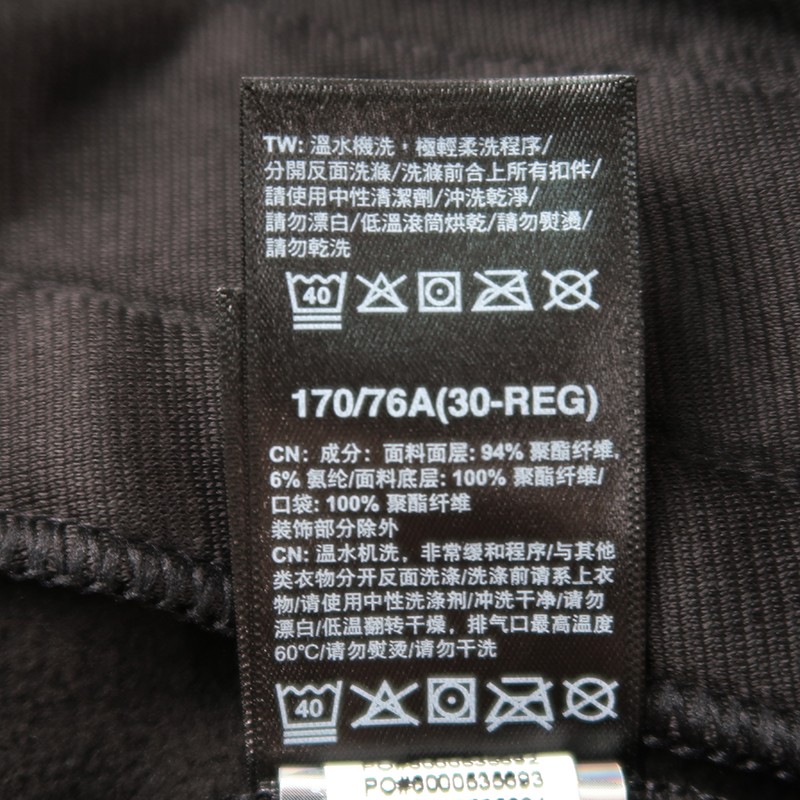 TW: 溫水機洗，極輕柔洗程序/
分開反面洗滌/洗滌前合上所有扣件/
請使用中性清潔劑/沖洗乾淨/
請勿漂白/低溫滾筒烘乾/請勿熨燙/
請勿乾洗
40
170/76A(30-REG)
CN: 成分: 面料面层: 94% 聚酯纤维,
6% 氨纶/面料底层: 100% 聚酯纤维/
口袋: 100% 聚酯纤维
装饰部分除外
CN: 温水机洗，非常缓和程序/与其他
类衣物分开反面洗涤/洗涤前请系上衣
物/请使用中性洗涤剂/冲洗干净/请勿
漂白/低温翻转干燥，排气口最高温度
60°C/请勿熨烫/请勿干洗
40
PO#6000635693